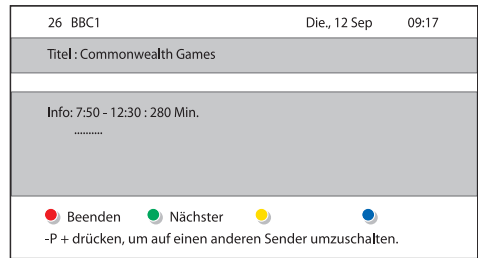 26 BBC1 Die., 12 Sep 09:17
Titel : Commonwealth Games
Info: 7:50 - 12:30 : 280 Min.
..........
Beenden Nächster
-P + drücken, um auf einen anderen Sender umzuschalten.